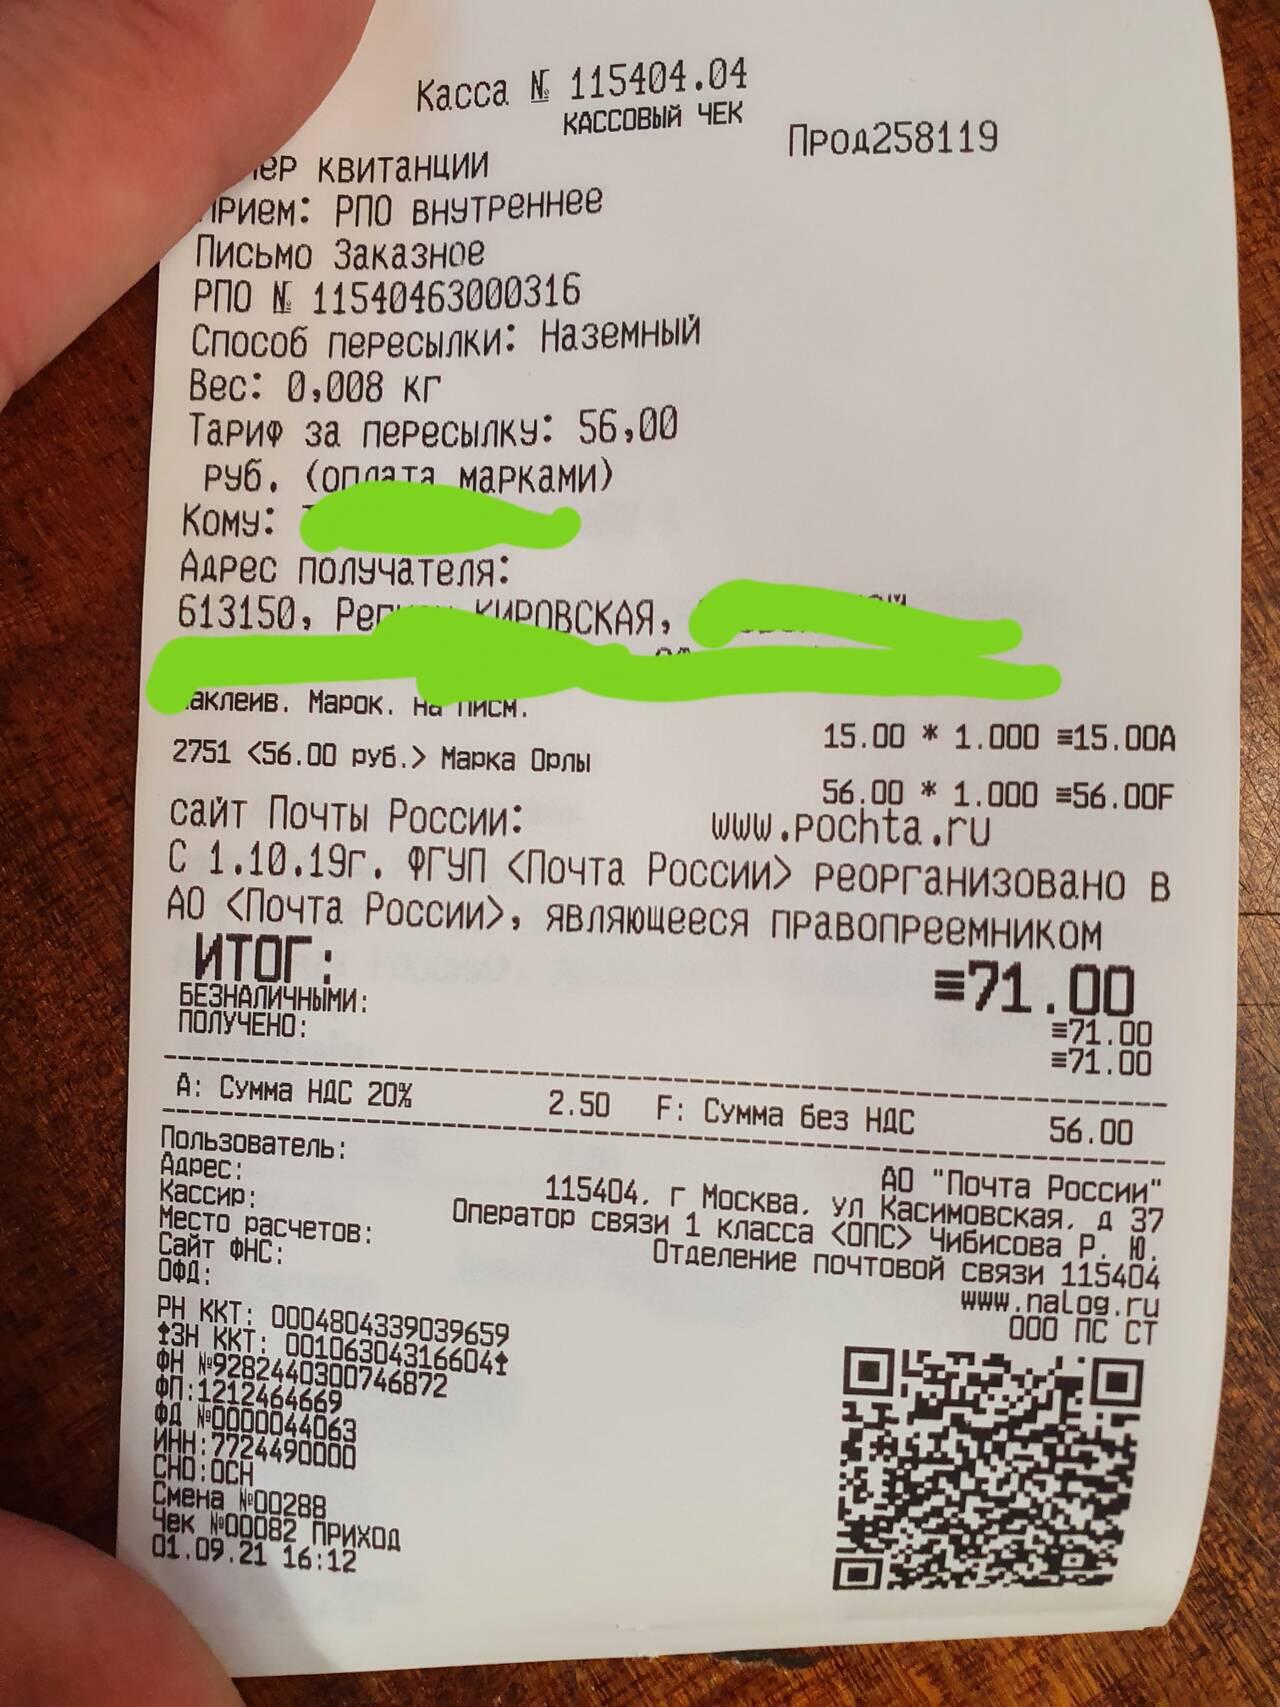 Касса № 115404.04
КАССОВЫЙ ЧЕК
Прод258119
квитанции
Прием: РПО внутреннее
Письмо Заказное
РПО № 11540463000316
Способ пересылки: Наземный
Вес: 0,008 кг
Тариф за пересылку: 56,00
руб. (оплата марками)
Кому:
Адрес получателя:
613150, КИРОВСКАЯ,
Марок. на писм.
15.00 * 1.000 ≡15.00А
2751 <56.00 руб.> Марка Орлы
56.00 * 1.000 ≡56.00F
сайт Почты России: www.pochta.ru
С 1.10.19г. ФГУП <Почта России> реорганизовано в
АО <Почта России>, являющееся правопреемником
ИТОГ: ≡71.00
БЕЗНАЛИЧНЫМИ: ≡71.00
ПОЛУЧЕНО: ≡71.00
А: Сумма НДС 20% 2.50 F: Сумма без НДС 56.00
Пользователь: АО "Почта России"
Адрес: 115404, г Москва, ул Касимовская, д 37
Кассир: Оператор связи 1 класса <ОПС> Чибисова Р. Ю.
Место расчетов: Отделение почтовой связи 115404
Сайт ФНС: www.nalog.ru
ОФД: ООО ПС СТ
РН ККТ: 0004804339039659
ЗН ККТ: 00106304316604
ФН №9282440300746872
ФП:1212464669
ФД №0000044063
ИНН:7724490000
СНО:ОСН
Смена №00288
Чек №00082 ПРИХОД
01.09.21 16:12